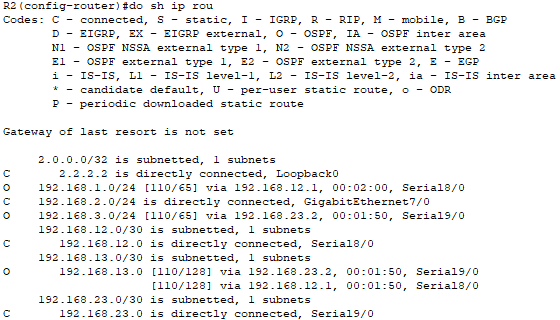 R2(config-router)#do sh ip rou
Codes: C - connected, S - static, I - IGRP, R - RIP, M - mobile, B - BGP
       D - EIGRP, EX - EIGRP external, O - OSPF, IA - OSPF inter area
       N1 - OSPF NSSA external type 1, N2 - OSPF NSSA external type 2
       E1 - OSPF external type 1, E2 - OSPF external type 2, E - EGP
       i - IS-IS, L1 - IS-IS level-1, L2 - IS-IS level-2, ia - IS-IS inter area
       * - candidate default, U - per-user static route, o - ODR
       P - periodic downloaded static route

Gateway of last resort is not set

     2.0.0.0/32 is subnetted, 1 subnets
C       2.2.2.2 is directly connected, Loopback0
O    192.168.1.0/24 [110/65] via 192.168.12.1, 00:02:00, Serial8/0
C    192.168.2.0/24 is directly connected, GigabitEthernet7/0
O    192.168.3.0/24 [110/65] via 192.168.23.2, 00:01:50, Serial9/0
     192.168.12.0/30 is subnetted, 1 subnets
C       192.168.12.0 is directly connected, Serial8/0
     192.168.13.0/30 is subnetted, 1 subnets
O       192.168.13.0 [110/128] via 192.168.23.2, 00:01:50, Serial9/0
                     [110/128] via 192.168.12.1, 00:01:50, Serial8/0
     192.168.23.0/30 is subnetted, 1 subnets
C       192.168.23.0 is directly connected, Serial9/0